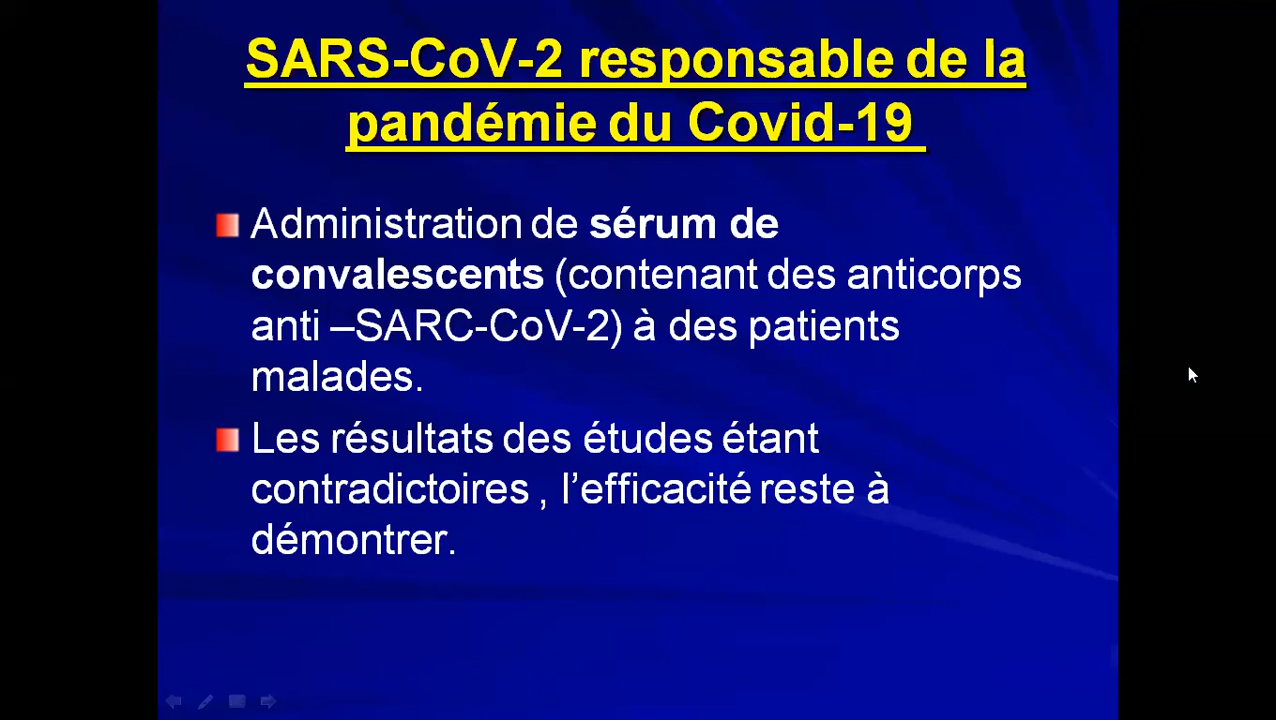 SARS-CoV-2 responsable de la
pandémie du Covid-19
Administration de sérum de
convalescents (contenant des anticorps
anti –SARC-CoV-2) à des patients
malades.
Les résultats des études étant
contradictoires , l’efficacité reste à
démontrer.